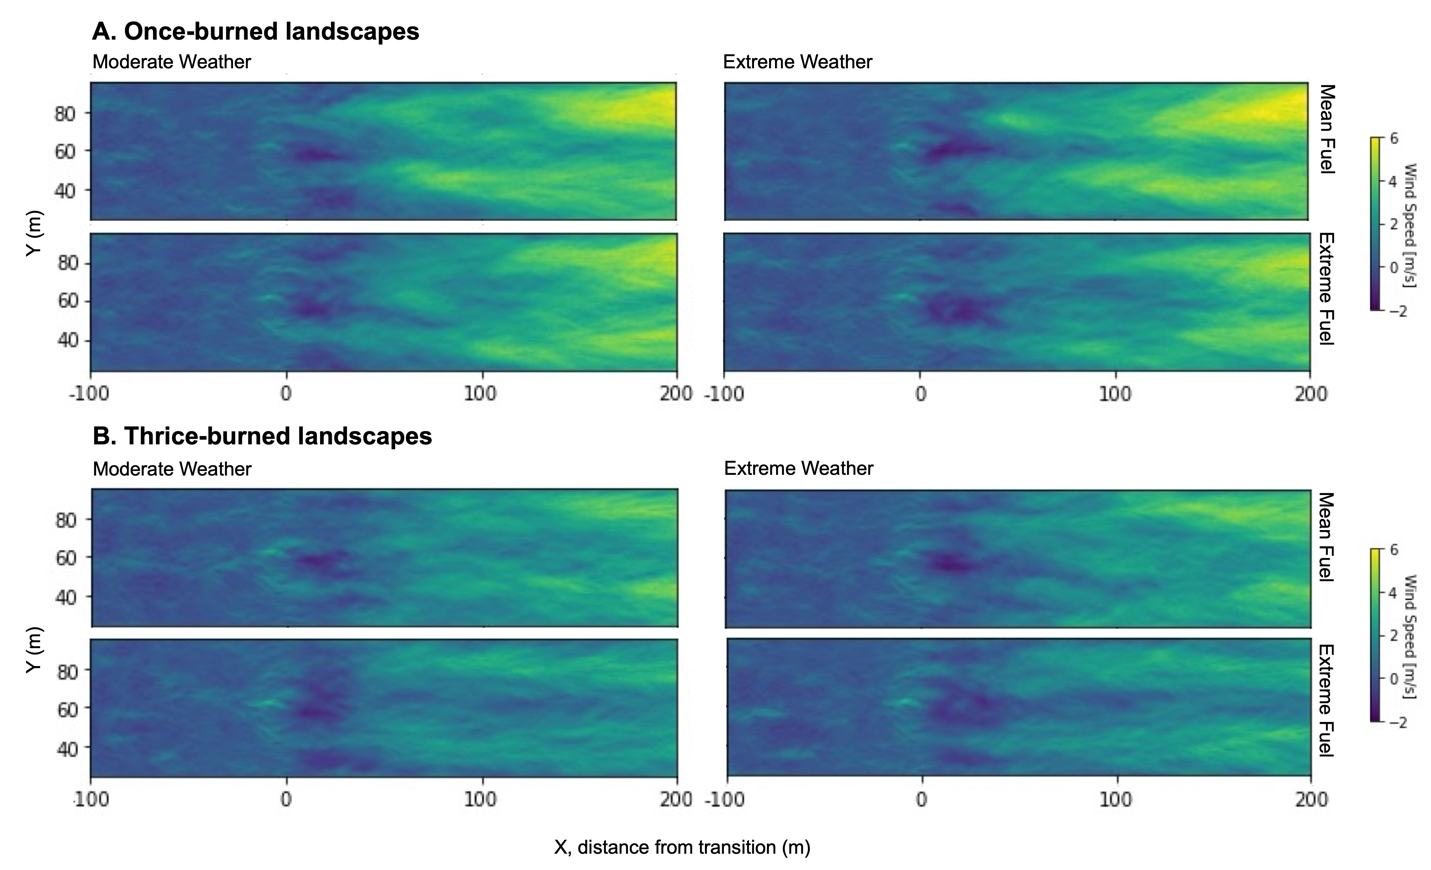 A. Once-burned landscapes
Moderate Weather
Extreme Weather
80
60
40
Mean Fuel
80
60
40
Extreme Fuel
Y (m)
-100
0
100
200
-100
0
100
200
6
4
2
0
−2
Wind Speed [m/s]
B. Thrice-burned landscapes
Moderate Weather
Extreme Weather
80
60
40
Mean Fuel
80
60
40
Extreme Fuel
Y (m)
-100
0
100
200
-100
0
100
200
6
4
2
0
−2
Wind Speed [m/s]
X, distance from transition (m)